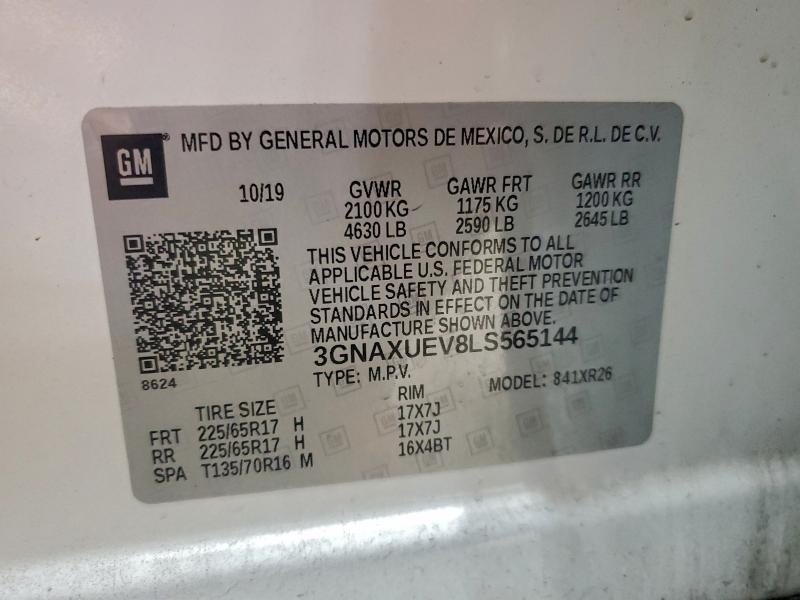 GM® MFD BY GENERAL MOTORS DE MEXICO, S. DE R.L. DE C.V.
10/19 GVWR GAWR FRT GAWR RR
2100 KG 1175 KG 1200 KG
4630 LB 2590 LB 2645 LB
THIS VEHICLE CONFORMS TO ALL
APPLICABLE U.S. FEDERAL MOTOR
VEHICLE SAFETY AND THEFT PREVENTION
STANDARDS IN EFFECT ON THE DATE OF
MANUFACTURE SHOWN ABOVE.
3GNAXUEV8LS565144
8624
TYPE: M.P.V. MODEL: 841XR26
TIRE SIZE RIM
FRT 225/65R17 H 17X7J
RR 225/65R17 H 17X7J
SPA T135/70R16 M 16X4BT